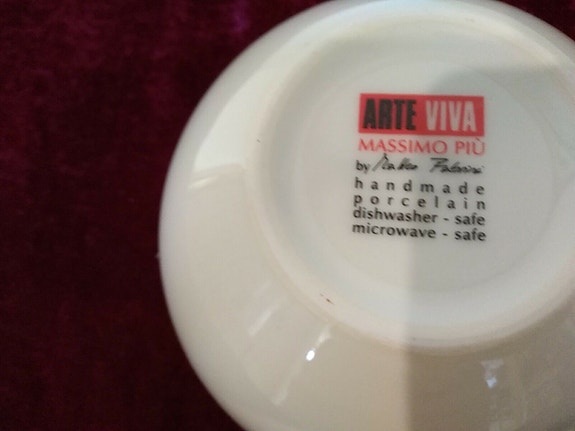 ARTE VIVA
MASSIMO PIÙ
by
handmade
porcelain
dishwasher - safe
microwave - safe